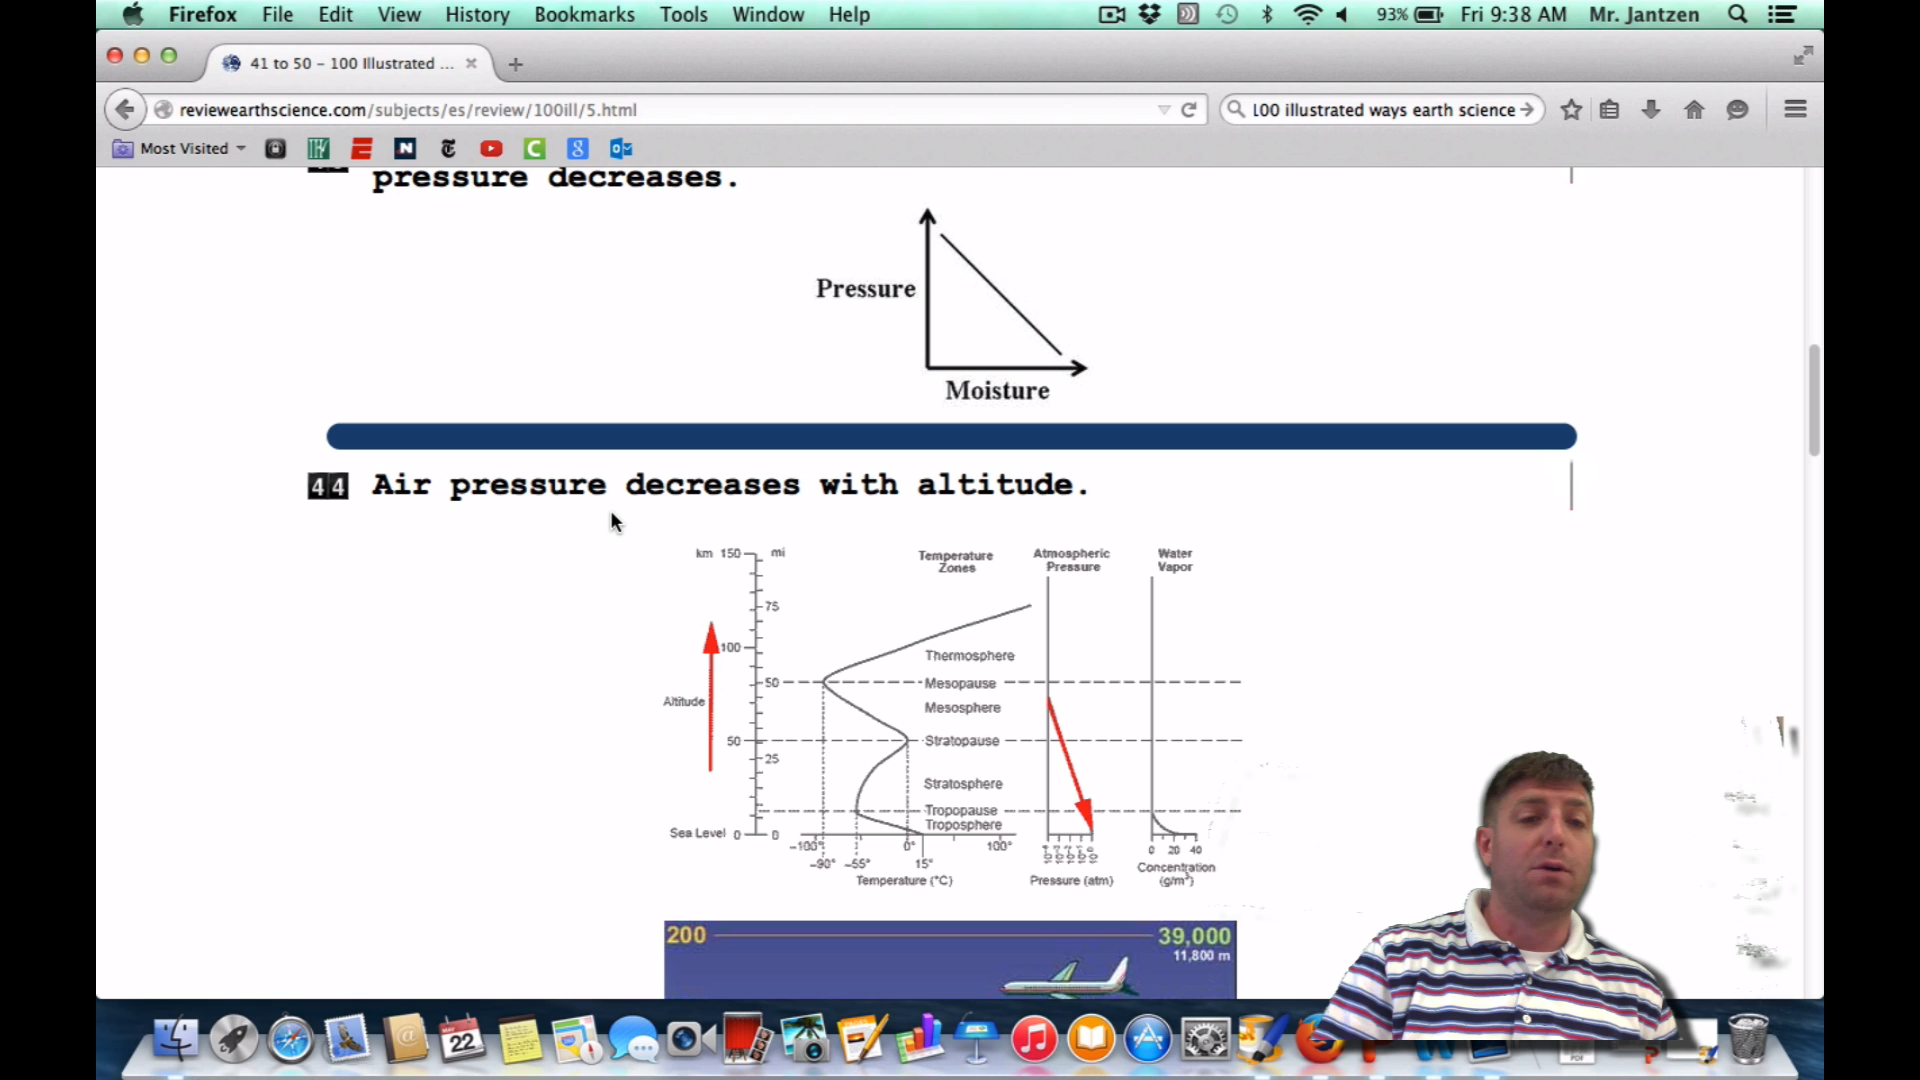 Firefox File Edit View History Bookmarks Tools Window Help 93% Fri 9:38 AM Mr. Jantzen
41 to 50 – 100 Illustrated ...
reviewearthscience.com/subjects/es/review/100ill/5.html
100 illustrated ways earth science
Most Visited
pressure decreases.
Pressure
Moisture
44 Air pressure decreases with altitude.
km 150 mi
Temperature Zones
Atmospheric Pressure
Water Vapor
75
100
Thermosphere
50 Mesopause
Altitude
Mesosphere
50 Stratopause
25
Stratosphere
Tropopause
Troposphere
Sea Level 0 0
-100° 0° 100°
-90° -55° 15°
Temperature (°C)
Pressure (atm)
0 20 40
Concentration
(g/m³)
200 39,000
11,800 m
MAY
22
PDF